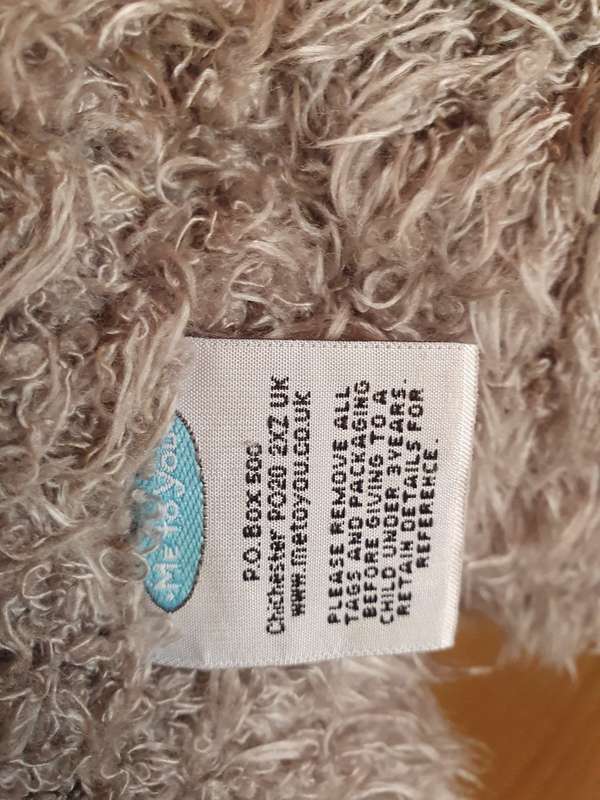 Me to You
P.O. Box 500
Chichester PO20 2XZ UK
www.metoyou.co.uk
PLEASE REMOVE ALL
TAGS AND PACKAGING
BEFORE GIVING TO A
CHILD UNDER 3 YEARS.
RETAIN DETAILS FOR
REFERENCE.